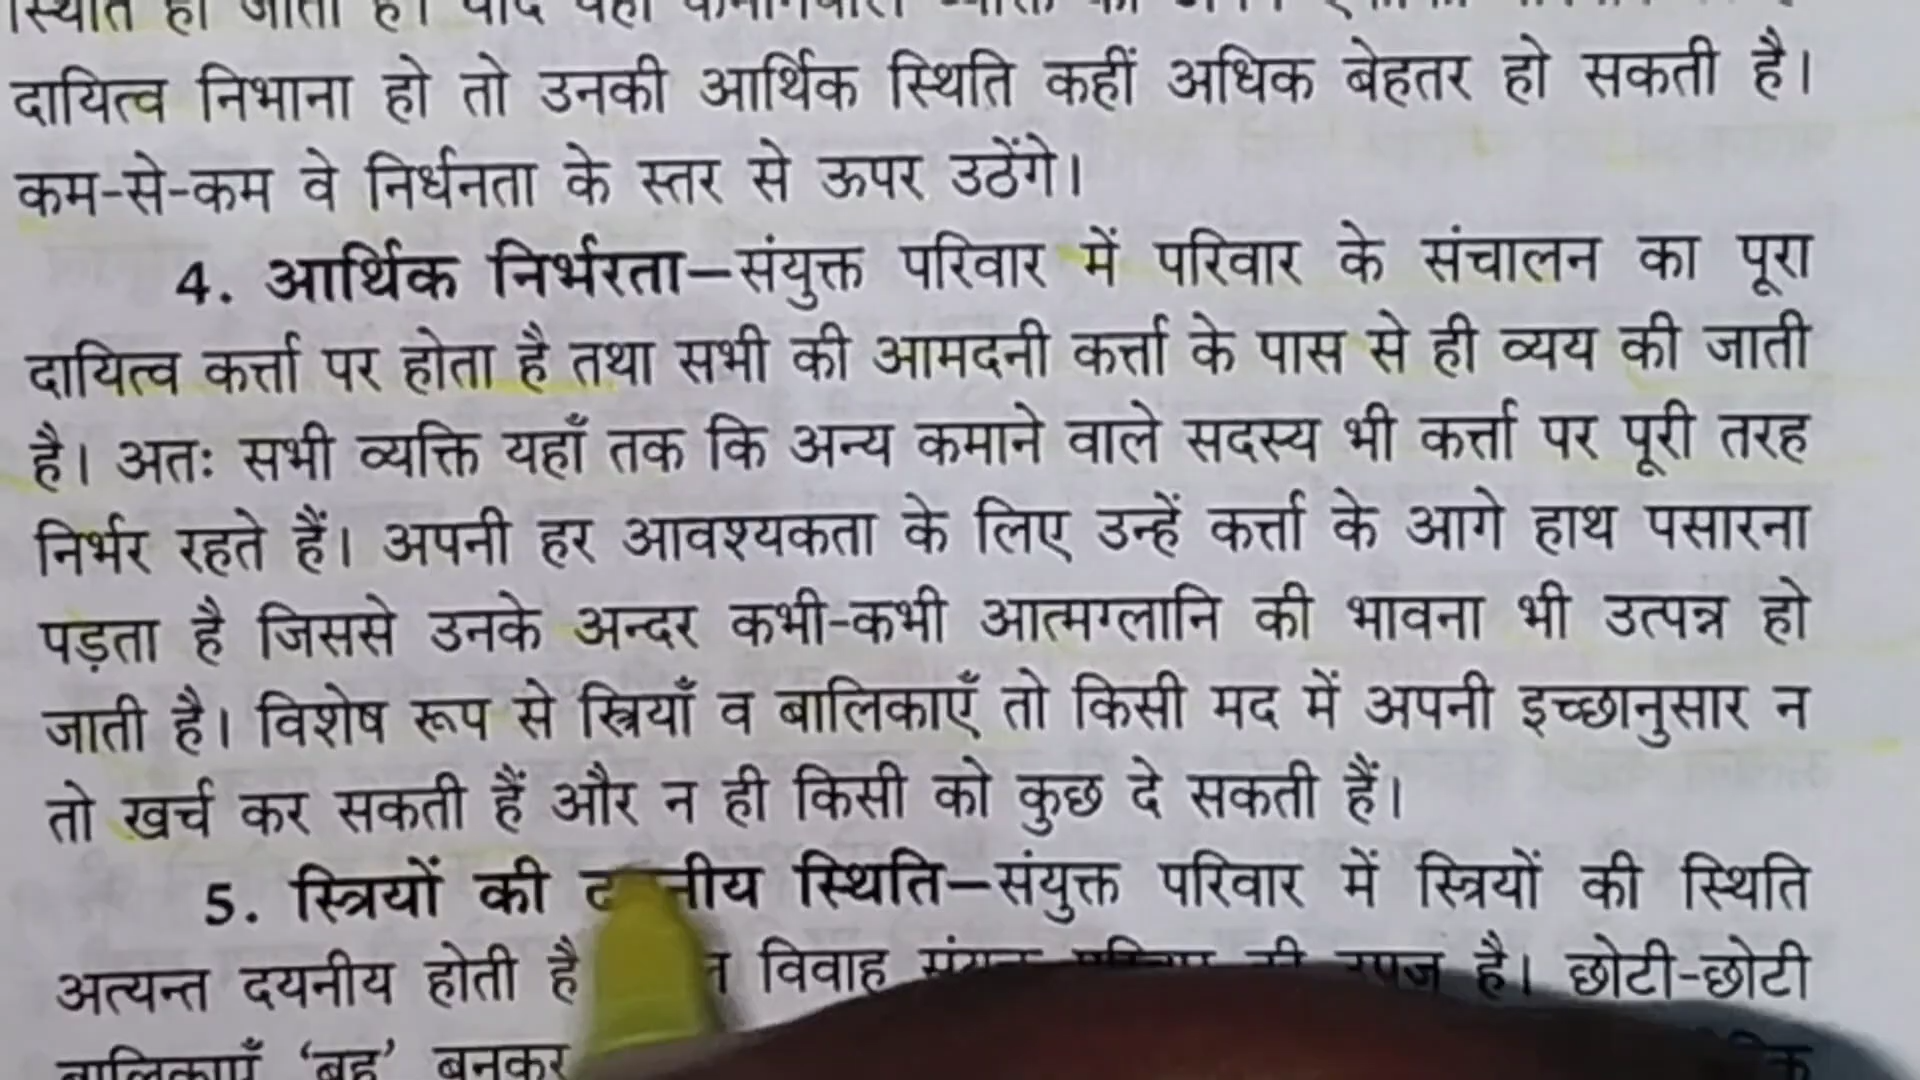 स्थिति हो जाती है। यदि
दायित्व निभाना हो तो उनकी आर्थिक स्थिति कहीं अधिक बेहतर हो सकती है।
कम-से-कम वे निर्धनता के स्तर से ऊपर उठेंगे।
4. आर्थिक निर्भरता—संयुक्त परिवार में परिवार के संचालन का पूरा
दायित्व कर्त्ता पर होता है तथा सभी की आमदनी कर्त्ता के पास से ही व्यय की जाती
है। अतः सभी व्यक्ति यहाँ तक कि अन्य कमाने वाले सदस्य भी कर्त्ता पर पूरी तरह
निर्भर रहते हैं। अपनी हर आवश्यकता के लिए उन्हें कर्त्ता के आगे हाथ पसारना
पड़ता है जिससे उनके अन्दर कभी-कभी आत्मग्लानि की भावना भी उत्पन्न हो
जाती है। विशेष रूप से स्त्रियाँ व बालिकाएँ तो किसी मद में अपनी इच्छानुसार न
तो खर्च कर सकती हैं और न ही किसी को कुछ दे सकती हैं।
5. स्त्रियों की स्थिति—संयुक्त परिवार में स्त्रियों की स्थिति
अत्यन्त दयनीय होती है विवाह है। छोटी-छोटी
बालिकाएँ 'बहू' बनकर